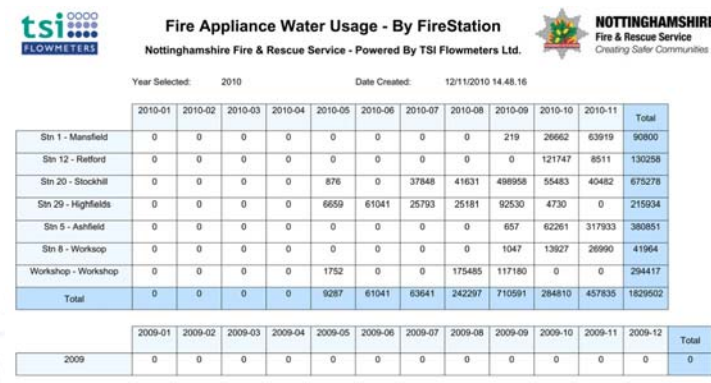 tsi
FLOWMETERS
Fire Appliance Water Usage - By FireStation
Nottinghamshire Fire & Rescue Service - Powered By TSI Flowmeters Ltd.
NOTTINGHAMSHIRE
Fire & Rescue Service
Creating Safer Communities
Year Selected: 2010 Date Created: 12/11/2010 14.48.16
2010-01 2010-02 2010-03 2010-04 2010-05 2010-06 2010-07 2010-08 2010-09 2010-10 2010-11 Total
Stn 1 - Mansfield 0 0 0 0 0 0 0 0 219 26662 63919 90800
Stn 12 - Retford 0 0 0 0 0 0 0 0 0 121747 8511 130258
Stn 20 - Stockhill 0 0 0 0 876 0 37848 41631 498958 55483 40482 675278
Stn 29 - Highfields 0 0 0 0 6659 61041 25793 25181 92530 4730 0 215934
Stn 5 - Ashfield 0 0 0 0 0 0 0 0 657 62261 317933 380851
Stn 8 - Worksop 0 0 0 0 0 0 0 0 1047 13927 26990 41964
Workshop - Workshop 0 0 0 0 1752 0 0 175485 117180 0 0 294417
Total 0 0 0 0 9287 61041 63641 242297 710591 284810 457835 1829502
2009-01 2009-02 2009-03 2009-04 2009-05 2009-06 2009-07 2009-08 2009-09 2009-10 2009-11 2009-12 Total
2009 0 0 0 0 0 0 0 0 0 0 0 0 0